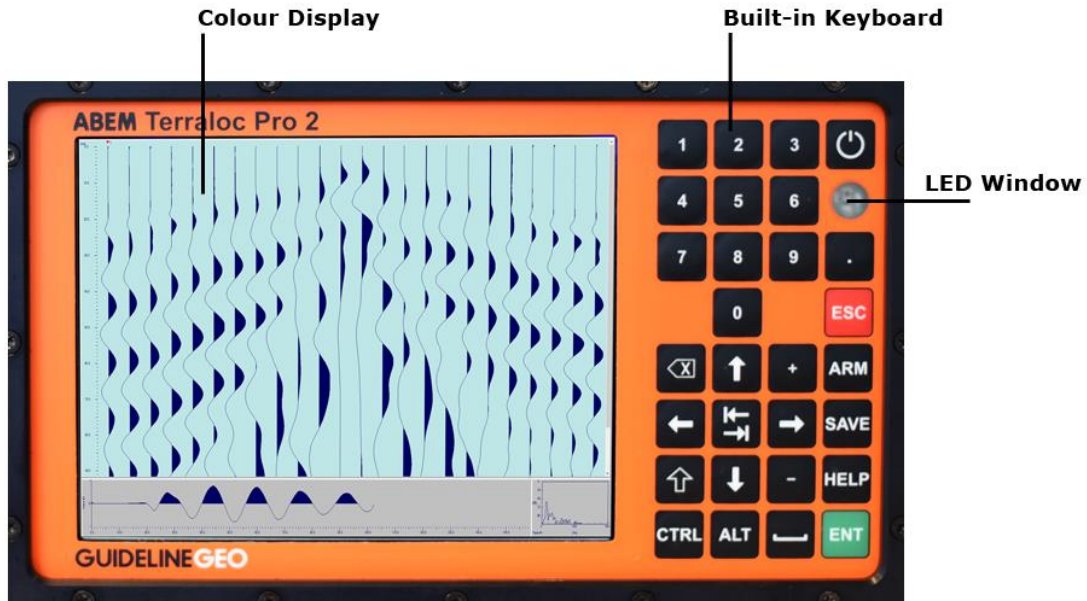 Colour Display
Built-in Keyboard
ABEM Terraloc Pro 2
1 2 3
LED Window
4 5 6
7 8 9 .
0 ESC
+ ARM
SAVE
- HELP
CTRL ALT ENT
GUIDELINEGEO